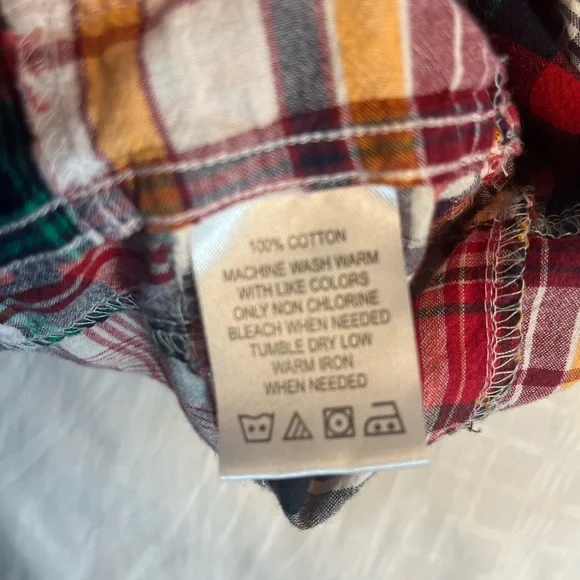 100% COTTON
MACHINE WASH WARM
WITH LIKE COLORS
ONLY NON CHLORINE
BLEACH WHEN NEEDED
TUMBLE DRY LOW
WARM IRON
WHEN NEEDED